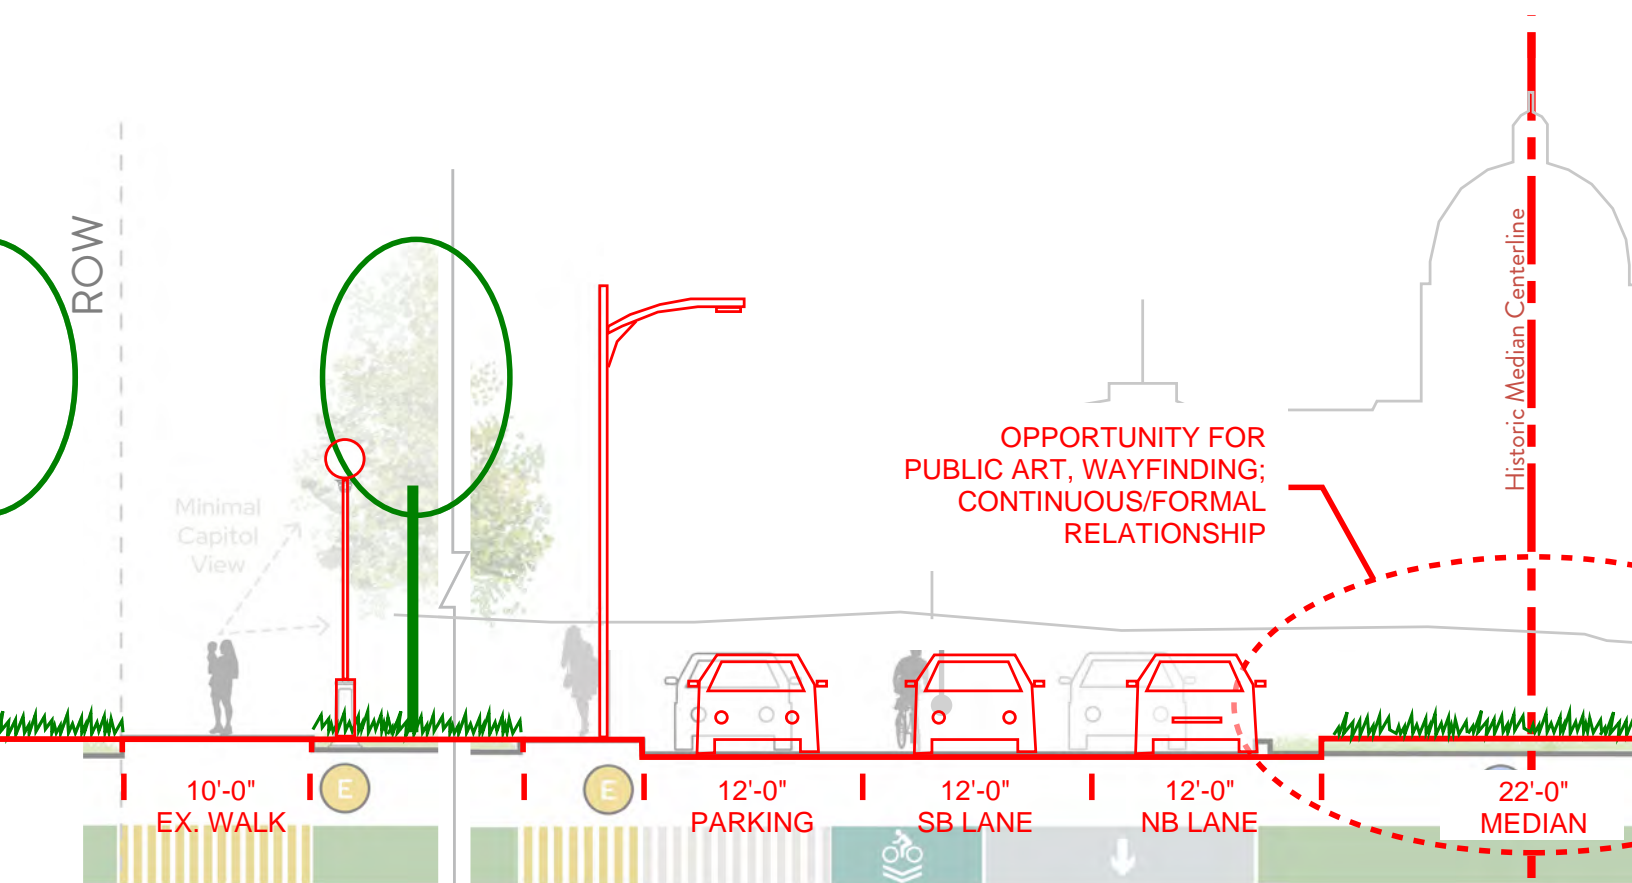 ROW
Historic Median Centerline
OPPORTUNITY FOR
PUBLIC ART, WAYFINDING;
CONTINUOUS/FORMAL
RELATIONSHIP
Minimal
Capitol
View
10'-0"
EX. WALK
E
E
12'-0"
PARKING
12'-0"
SB LANE
12'-0"
NB LANE
22'-0"
MEDIAN